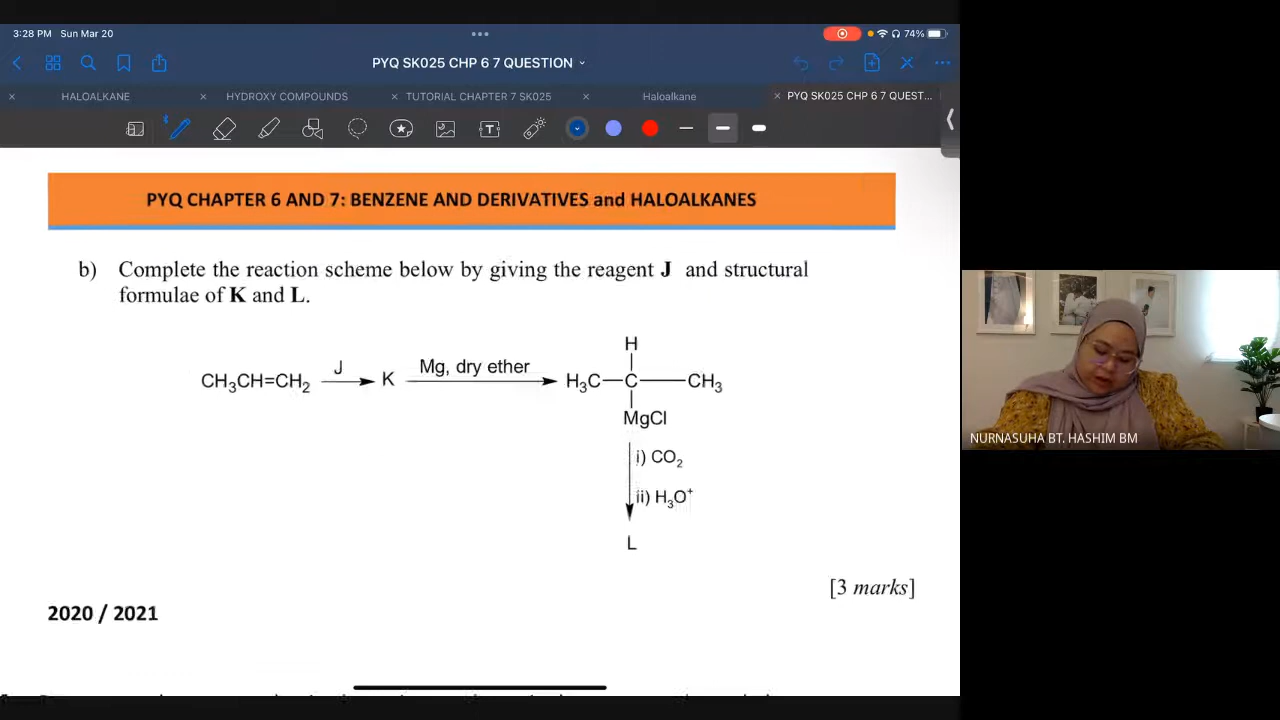 3:28 PM Sun Mar 20
74%
PYQ SK025 CHP 6 7 QUESTION
HALOALKANE
HYDROXY COMPOUNDS
TUTORIAL CHAPTER 7 SK025
Haloalkane
PYQ SK025 CHP 6 7 QUEST...
PYQ CHAPTER 6 AND 7: BENZENE AND DERIVATIVES and HALOALKANES
b) Complete the reaction scheme below by giving the reagent J and structural
formulae of K and L.
H
CH₃CH=CH₂ J K Mg, dry ether H₃C—C—CH₃
MgCl
i) CO₂
ii) H₃O⁺
L
[3 marks]
2020 / 2021
NURNASUHA BT. HASHIM BM